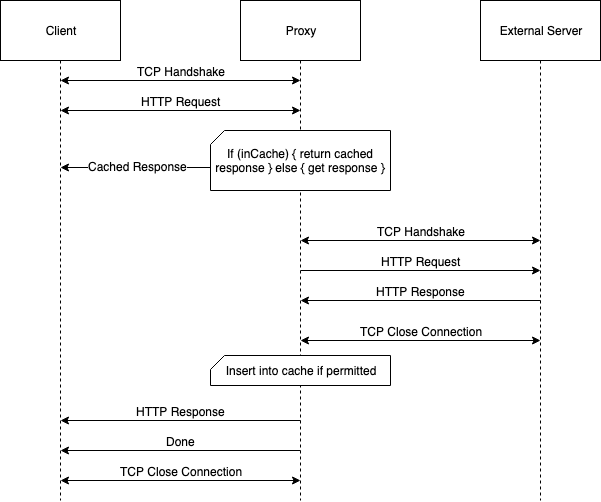 Client
Proxy
External Server
TCP Handshake
HTTP Request
If (inCache) { return cached
response } else { get response }
Cached Response
TCP Handshake
HTTP Request
HTTP Response
TCP Close Connection
Insert into cache if permitted
HTTP Response
Done
TCP Close Connection